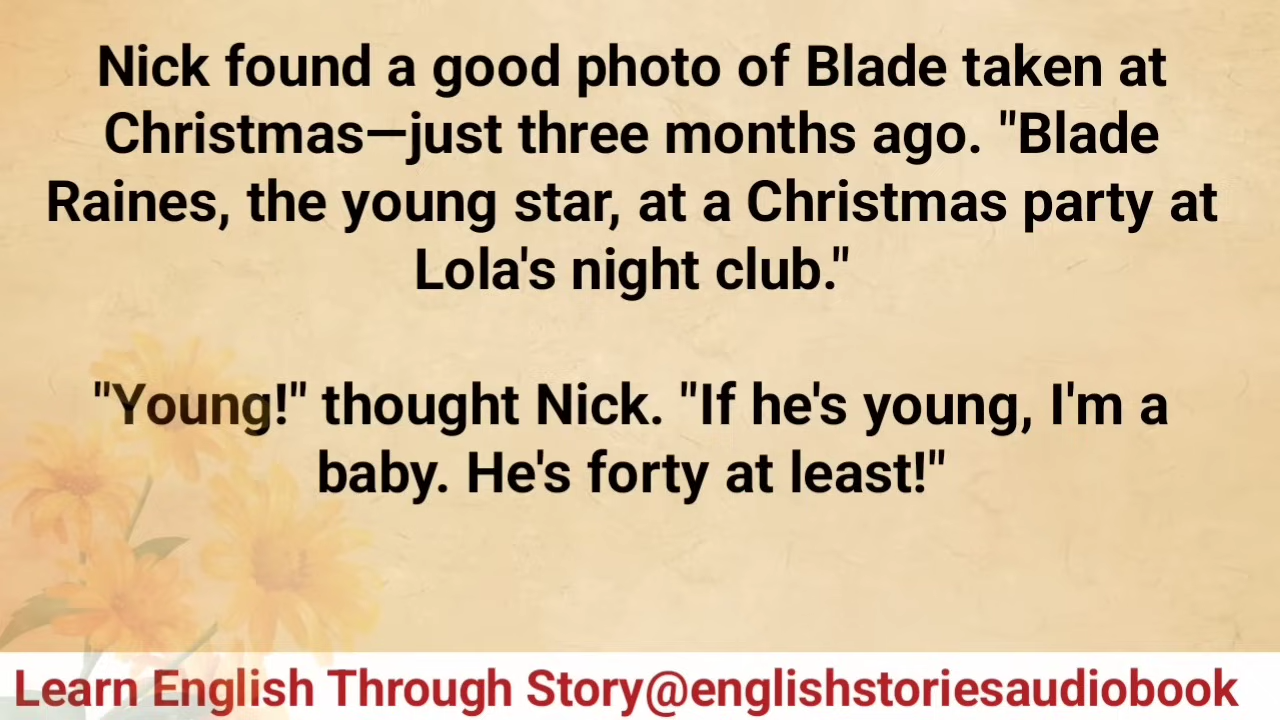 Nick found a good photo of Blade taken at
Christmas—just three months ago. "Blade
Raines, the young star, at a Christmas party at
Lola's night club."
"Young!" thought Nick. "If he's young, I'm a
baby. He's forty at least!"
Learn English Through Story@englishstoriesaudiobook